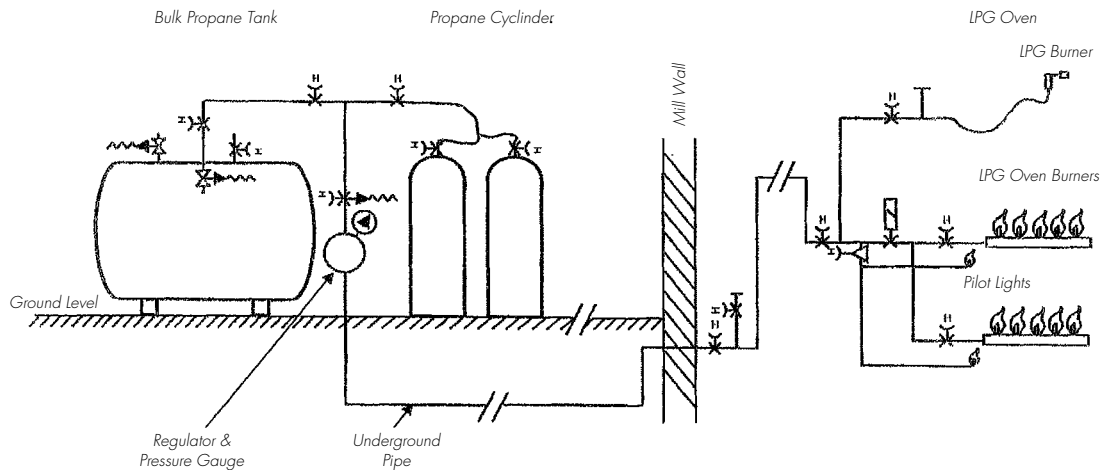 Bulk Propane Tank
Propane Cyclinder
LPG Oven
LPG Burner
Mill Wall
LPG Oven Burners
Pilot Lights
Ground Level
Regulator &
Pressure Gauge
Underground
Pipe